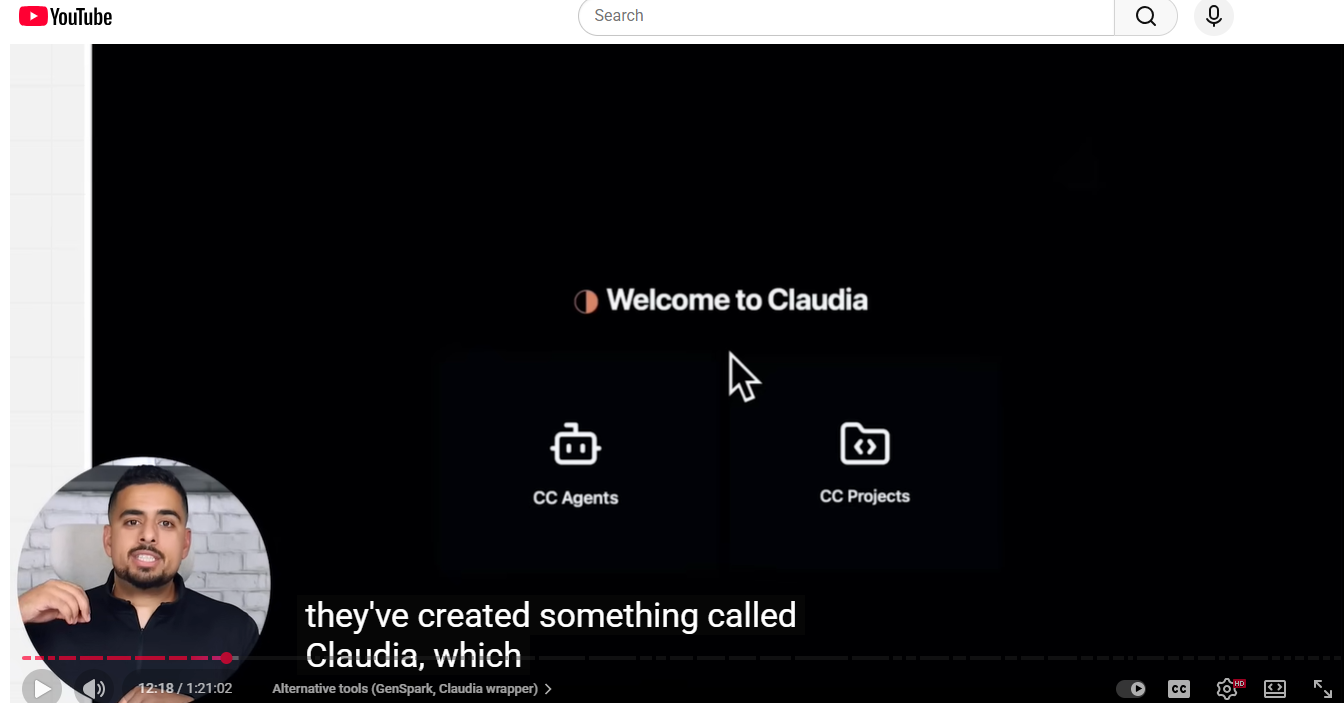 YouTube
Search
Welcome to Claudia
CC Agents
CC Projects
they've created something called
Claudia, which
12:18 / 1:21:02
Alternative tools (GenSpark, Claudia wrapper)
CC
HD